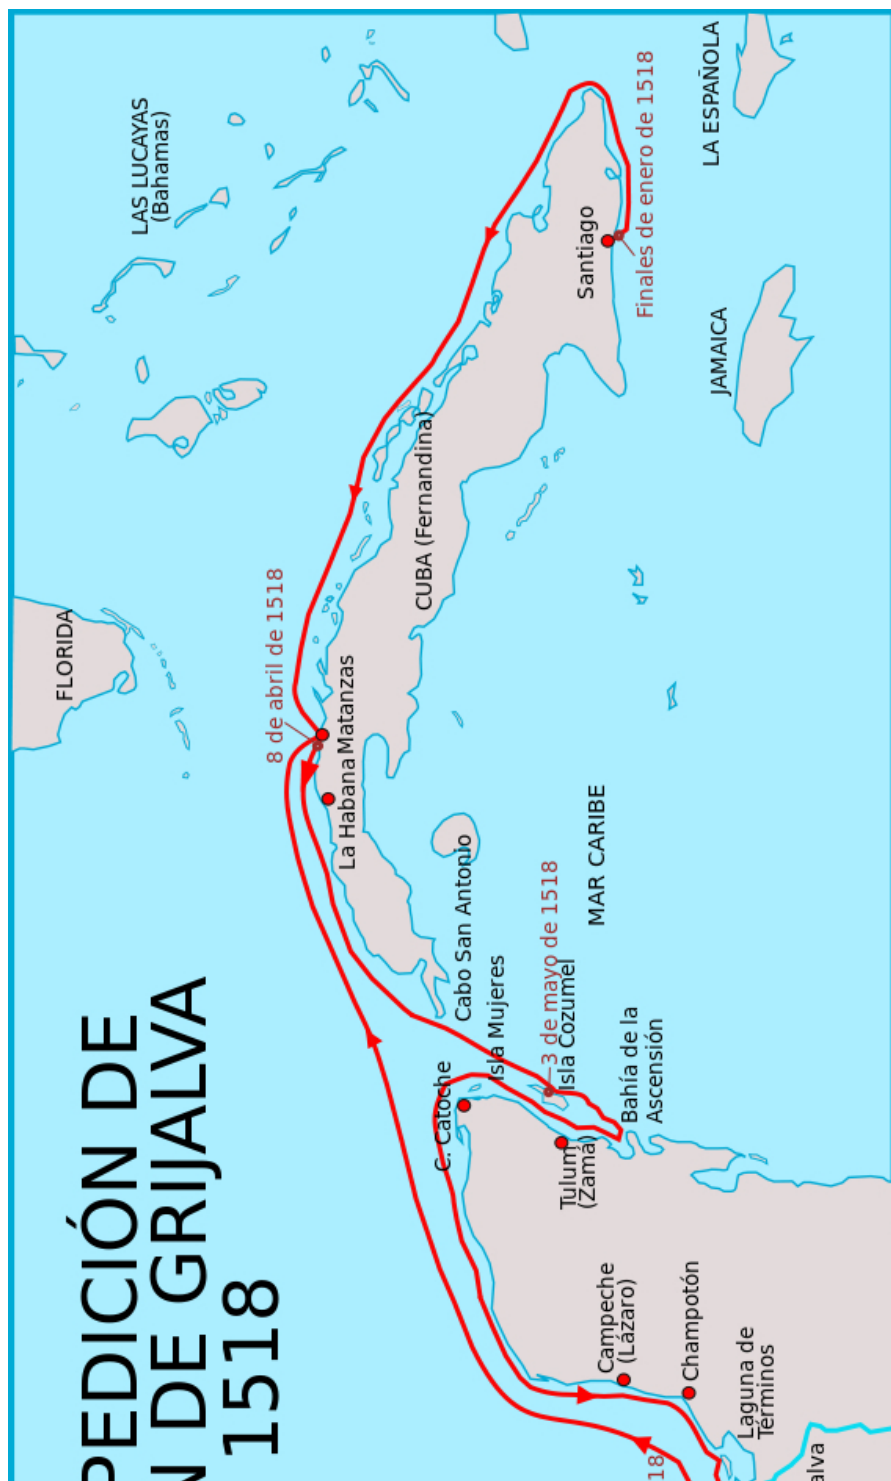 PEDICIÓN DE
N DE GRIJALVA
1518
LAS LUCAYAS
(Bahamas)
FLORIDA
LA ESPAÑOLA
JAMAICA
Finales de enero de 1518
Santiago
CUBA (Fernandina)
8 de abril de 1518
Matanzas
La Habana
Cabo San Antonio
MAR CARIBE
Isla Mujeres
3 de mayo de 1518
Isla Cozumel
C. Catoche
Bahía de la
Ascensión
Tulum
(Zamá)
Campeche
(Lázaro)
Champotón
Laguna de
Términos
18
alva